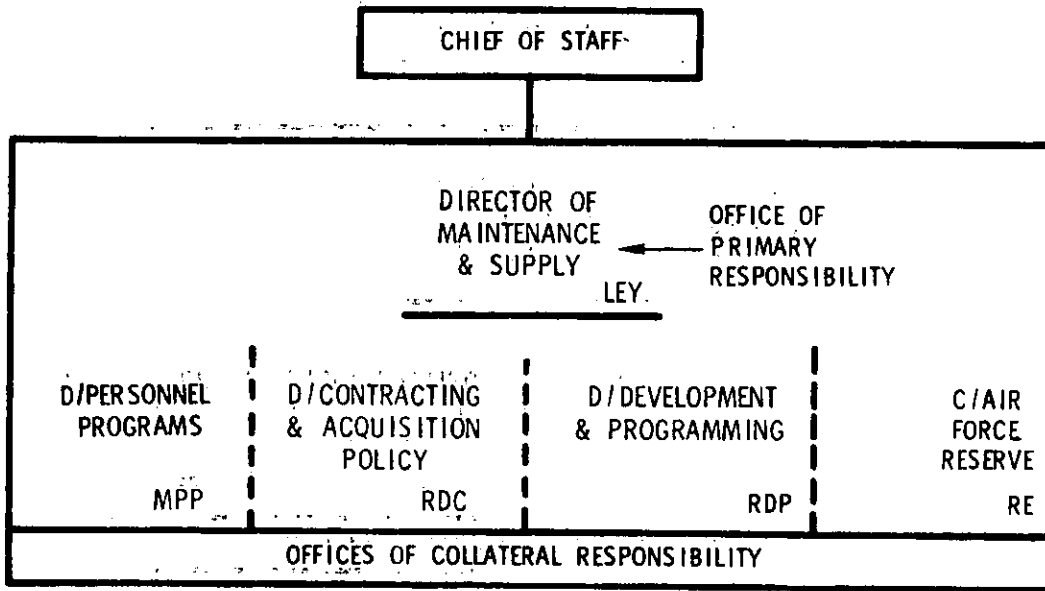 CHIEF OF STAFF
DIRECTOR OF
MAINTENANCE
& SUPPLY
LEY
OFFICE OF
PRIMARY
RESPONSIBILITY
D/PERSONNEL
PROGRAMS
MPP
D/CONTRACTING
& ACQUISITION
POLICY
RDC
D/DEVELOPMENT
& PROGRAMMING
RDP
C/AIR
FORCE
RESERVE
RE
OFFICES OF COLLATERAL RESPONSIBILITY